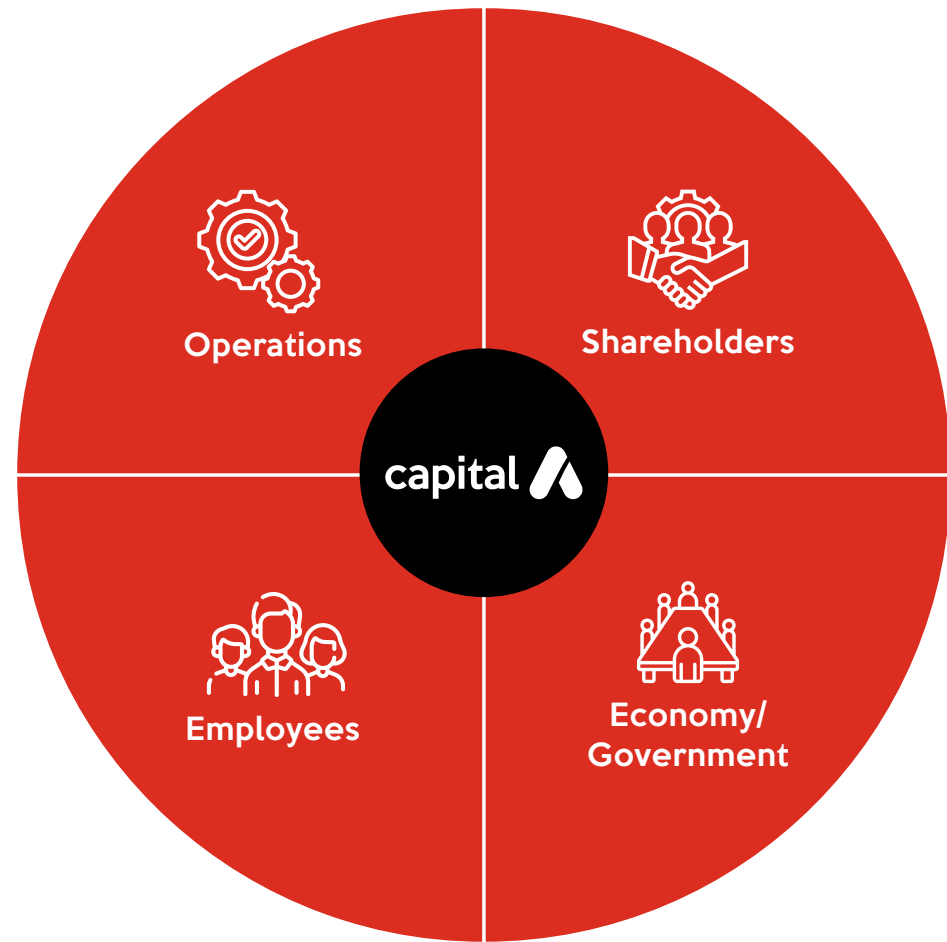 Operations
Shareholders
capital A
Employees
Economy/
Government